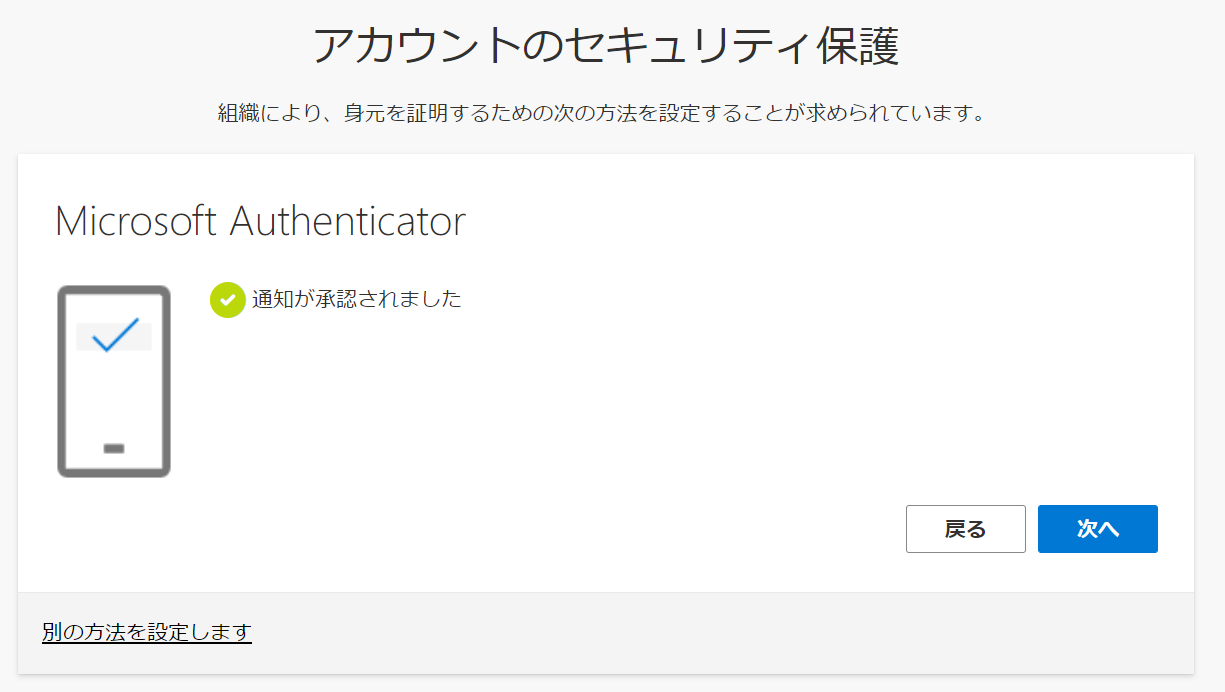 アカウントのセキュリティ保護
組織により、身元を証明するための次の方法を設定することが求められています。
Microsoft Authenticator
通知が承認されました
戻る
次へ
別の方法を設定します